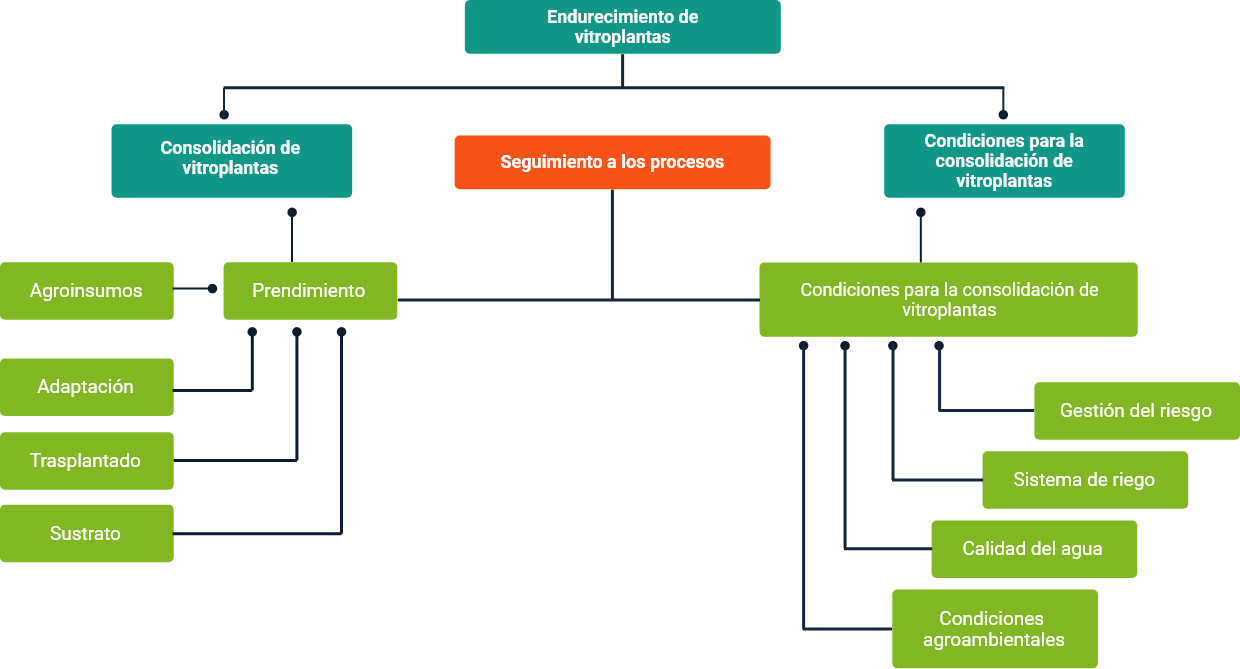 Endurecimiento de
vitroplantas
Consolidación de
vitroplantas
Seguimiento a los procesos
Condiciones para la
consolidación de
vitroplantas
Agroinsumos
Prendimiento
Condiciones para la consolidación de
vitroplantas
Adaptación
Trasplantado
Sustrato
Gestión del riesgo
Sistema de riego
Calidad del agua
Condiciones
agroambientales